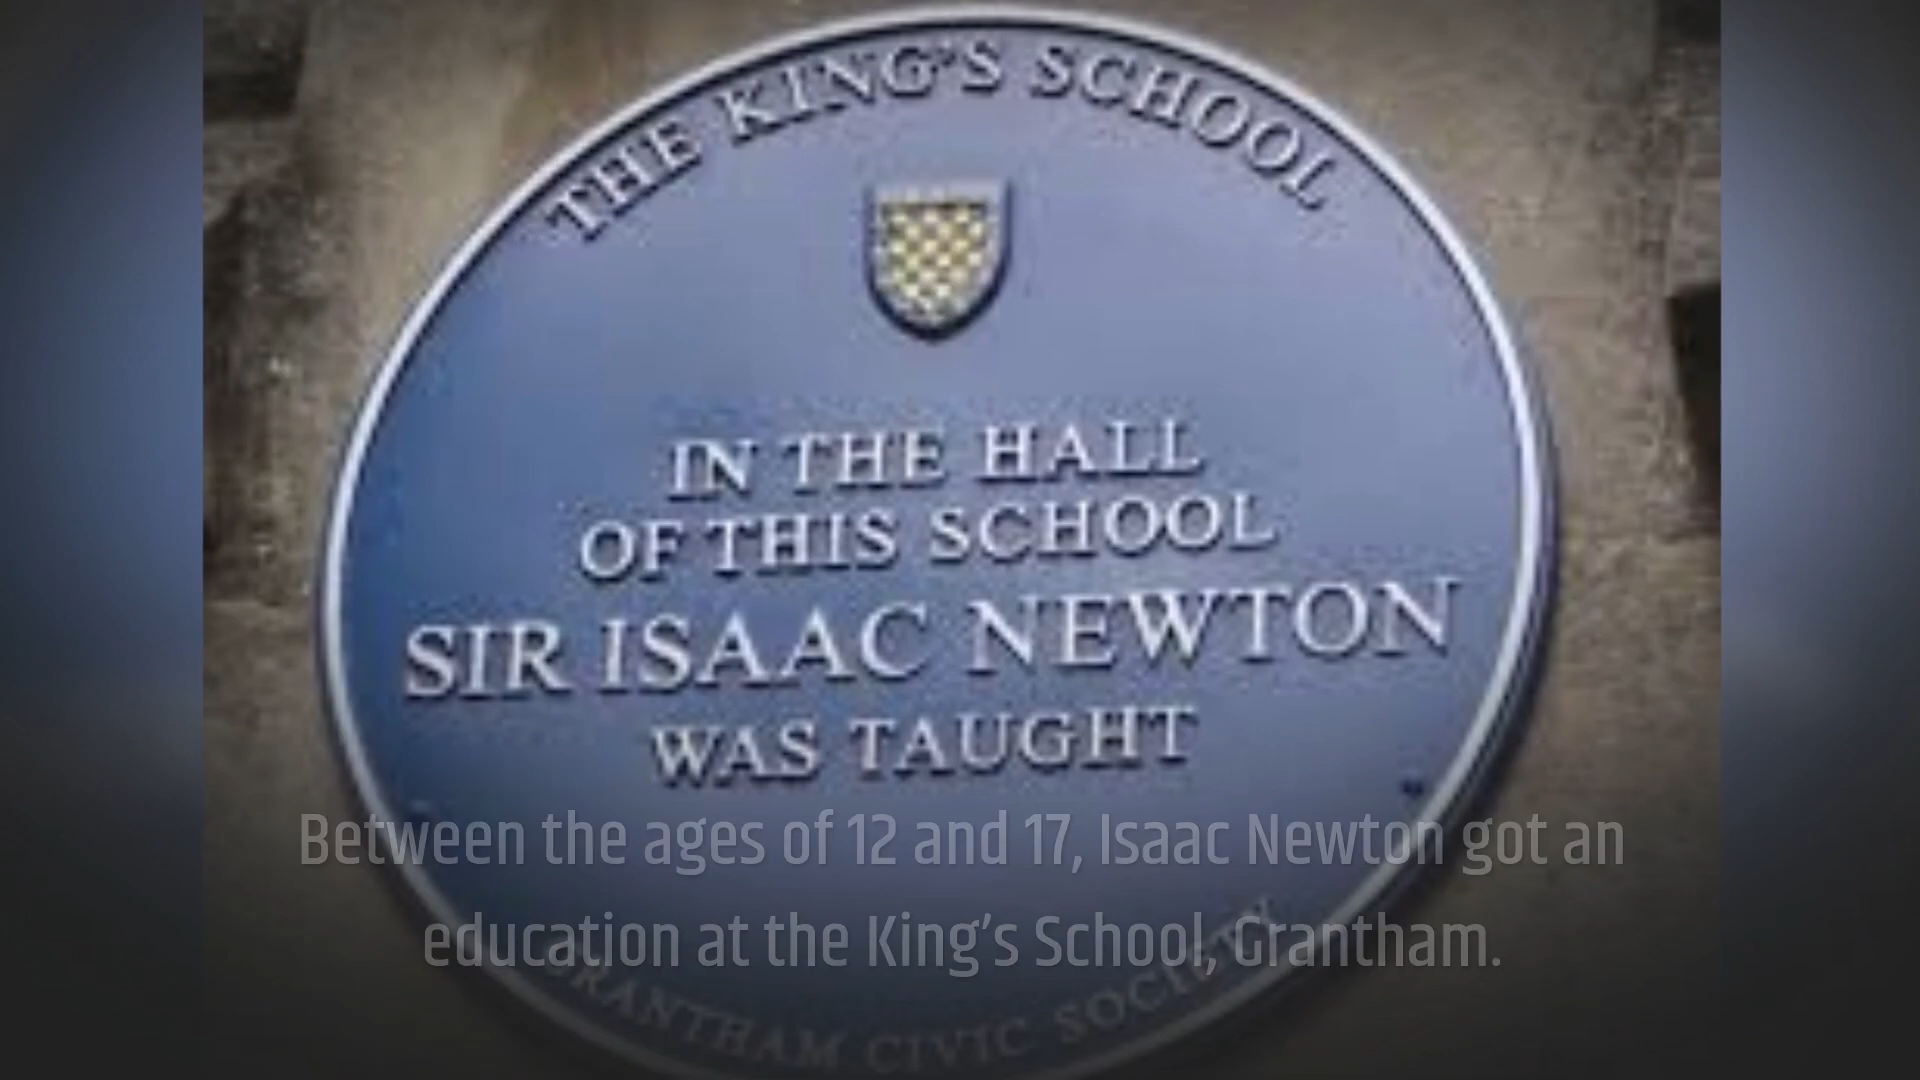 THE KING'S SCHOOL
IN THE HALL
OF THIS SCHOOL
SIR ISAAC NEWTON
WAS TAUGHT
Between the ages of 12 and 17, Isaac Newton got an
education at the King’s School, Grantham.
GRANTHAM CIVIC SOCIETY